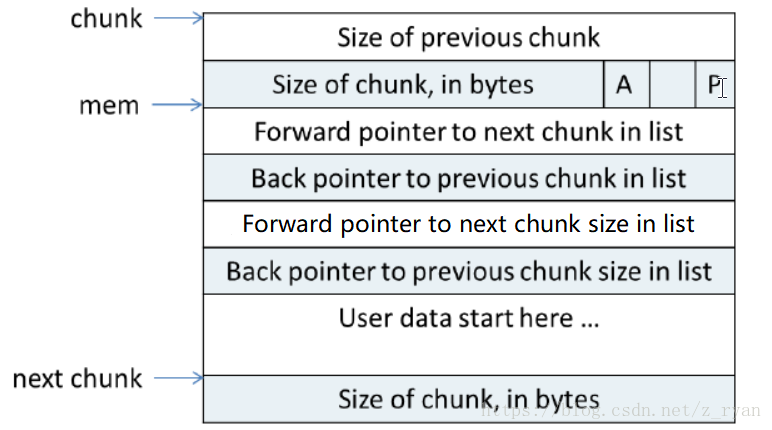 chunk
Size of previous chunk
Size of chunk, in bytes A P
mem
Forward pointer to next chunk in list
Back pointer to previous chunk in list
Forward pointer to next chunk size in list
Back pointer to previous chunk size in list
User data start here ...
next chunk
Size of chunk, in bytes
https://blog.csdn.net/z_ryan